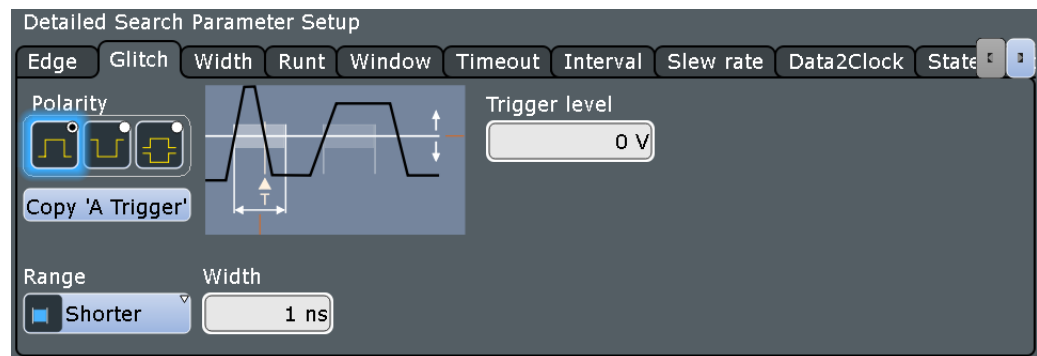 Detailed Search Parameter Setup
Edge Glitch Width Runt Window Timeout Interval Slew rate Data2Clock State
Polarity
Trigger level
0 V
Copy 'A Trigger'
T
Range
Width
Shorter
1 ns